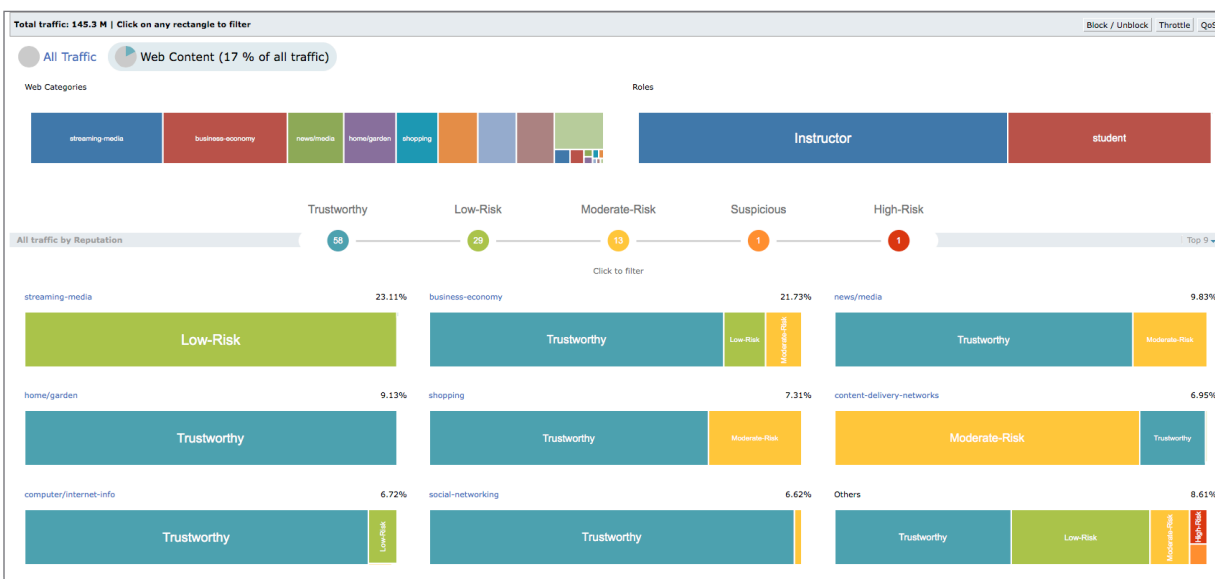 Total traffic: 145.3 M | Click on any rectangle to filter
Block / Unblock
Throttle
QoS
All Traffic
Web Content (17 % of all traffic)
Web Categories
Roles
streaming-media
business-economy
news/media
home/garden
shopping
Instructor
student
Trustworthy
Low-Risk
Moderate-Risk
Suspicious
High-Risk
All traffic by Reputation
58
29
13
1
1
Top 9
Click to filter
streaming-media 23.11%
business-economy 21.73%
news/media 9.83%
Low-Risk
Trustworthy
Low-Risk
Moderate-Risk
Trustworthy
Moderate-Risk
home/garden 9.13%
shopping 7.31%
content-delivery-networks 6.95%
Trustworthy
Trustworthy
Moderate-Risk
Moderate-Risk
Trustworthy
computer/internet-info 6.72%
social-networking 6.62%
Others 8.61%
Trustworthy
Low-Risk
Trustworthy
Trustworthy
Low-Risk
Moderate-Risk
High-Risk